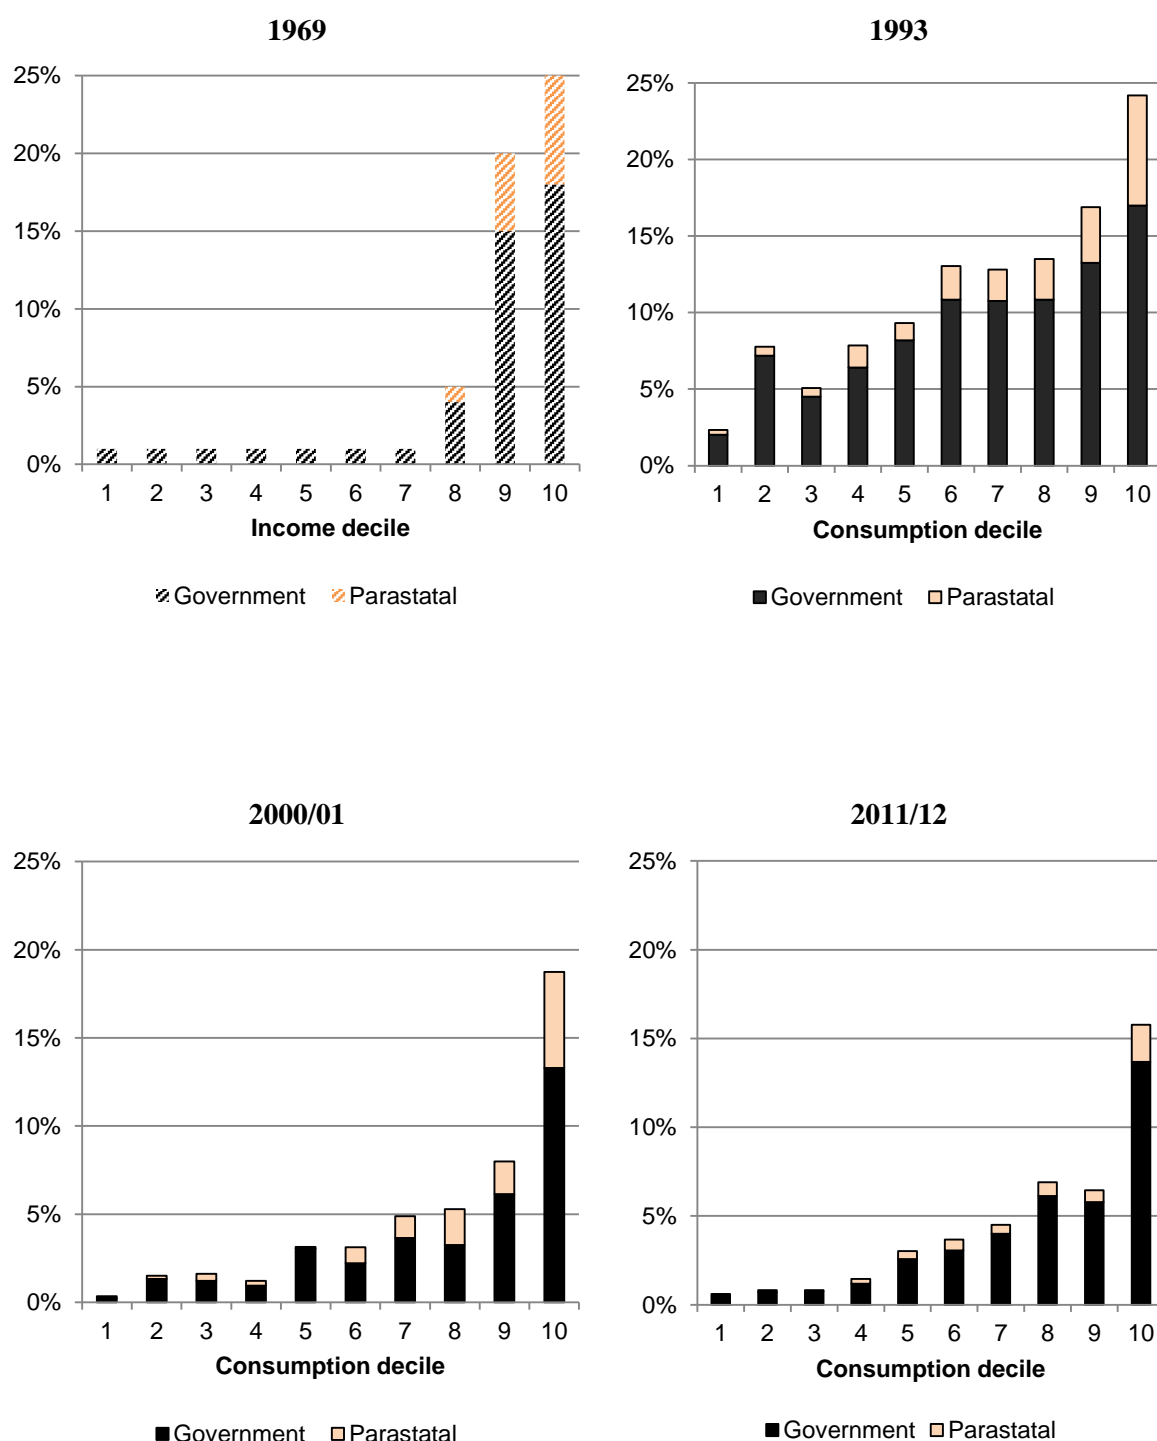 1969
25%
20%
15%
10%
5%
0%
1 2 3 4 5 6 7 8 9 10
Income decile
Government Parastatal
1993
25%
20%
15%
10%
5%
0%
1 2 3 4 5 6 7 8 9 10
Consumption decile
Government Parastatal
2000/01
25%
20%
15%
10%
5%
0%
1 2 3 4 5 6 7 8 9 10
Consumption decile
Government Parastatal
2011/12
25%
20%
15%
10%
5%
0%
1 2 3 4 5 6 7 8 9 10
Consumption decile
Government Parastatal